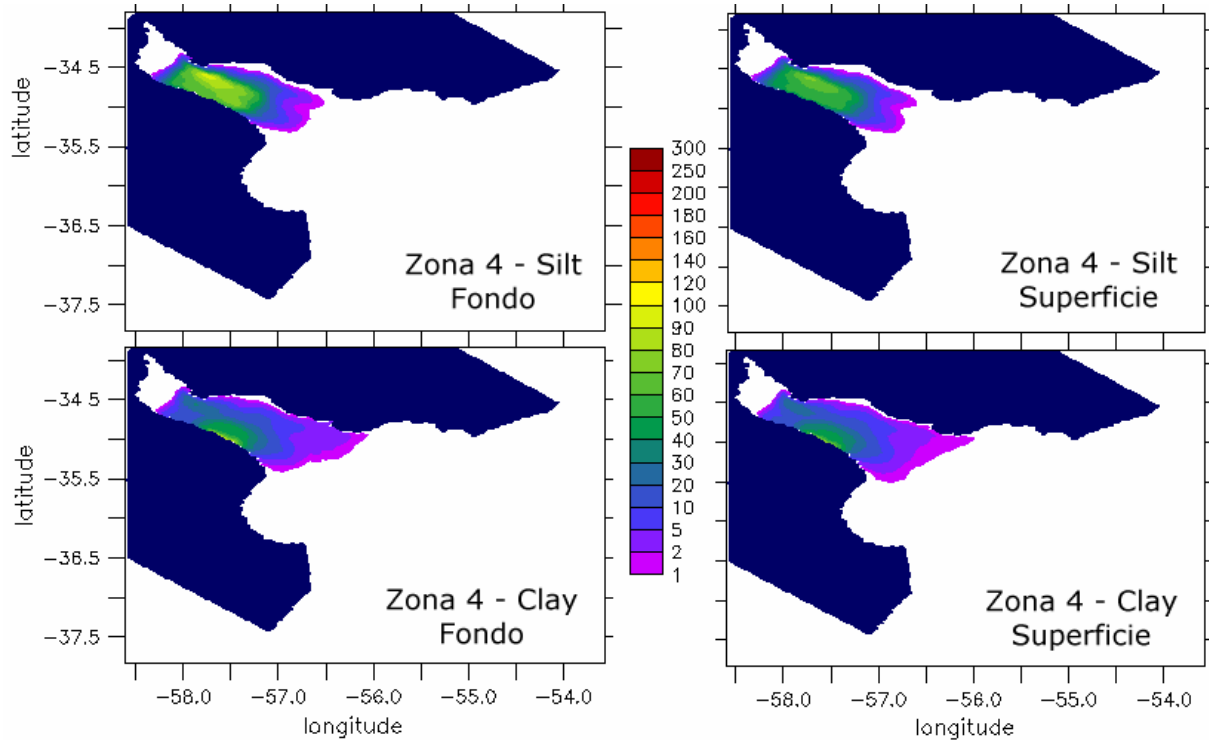 latitude
−34.5
−35.5
−36.5
−37.5
Zona 4 - Silt
Fondo
Zona 4 - Silt
Superficie
300
250
200
180
160
140
120
100
90
80
70
60
50
40
30
20
10
5
2
1
latitude
−34.5
−35.5
−36.5
−37.5
Zona 4 - Clay
Fondo
Zona 4 - Clay
Superficie
−58.0 −57.0 −56.0 −55.0 −54.0
longitude
−58.0 −57.0 −56.0 −55.0 −54.0
longitude